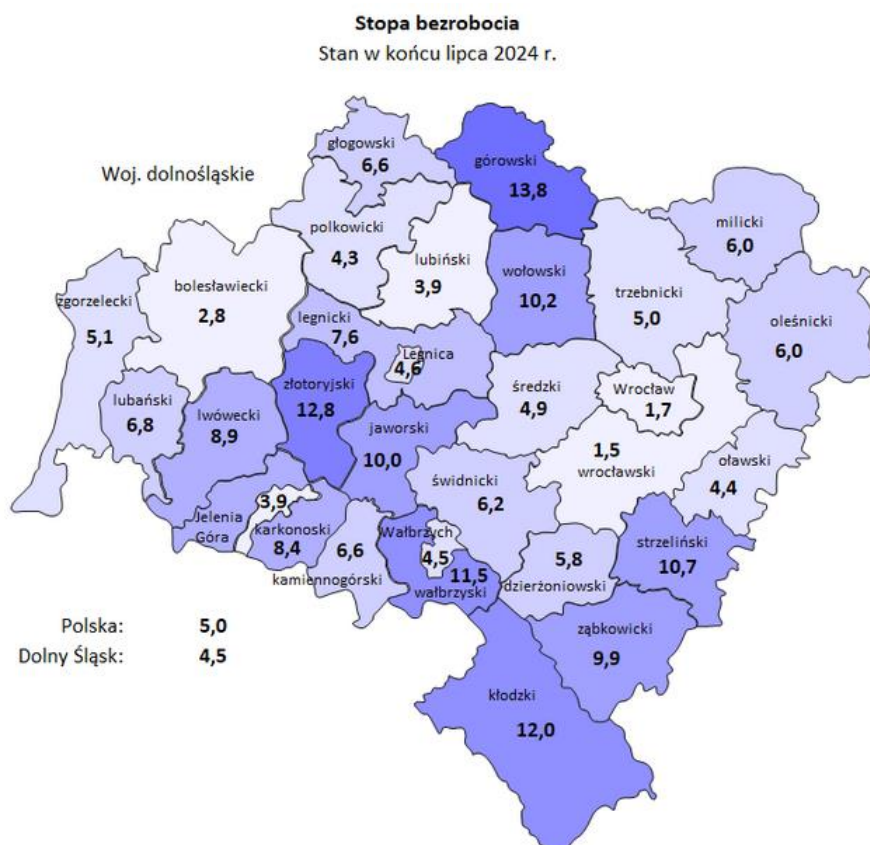 Stopa bezrobocia
Stan w końcu lipca 2024 r.
Woj. dolnośląskie
głogowski
6,6
górowski
13,8
polkowicki
4,3
lubiński
3,9
milicki
6,0
zgorzelecki
5,1
bolesławiecki
2,8
wołowski
10,2
trzebnicki
5,0
oleśnicki
6,0
legnicki
7,6
Legnica
4,6
lubański
6,8
lwówecki
8,9
złotoryjski
12,8
średzki
4,9
Wrocław
1,7
jaworski
10,0
1,5
wrocławski
oławski
4,4
świdnicki
6,2
Jelenia
Góra
3,9
karkonoski
8,4
6,6
kamiennogórski
Wałbrzych
4,5
11,5
wałbrzyski
5,8
dzierżoniowski
strzeliński
10,7
ząbkowicki
9,9
kłodzki
12,0
Polska: 5,0
Dolny Śląsk: 4,5